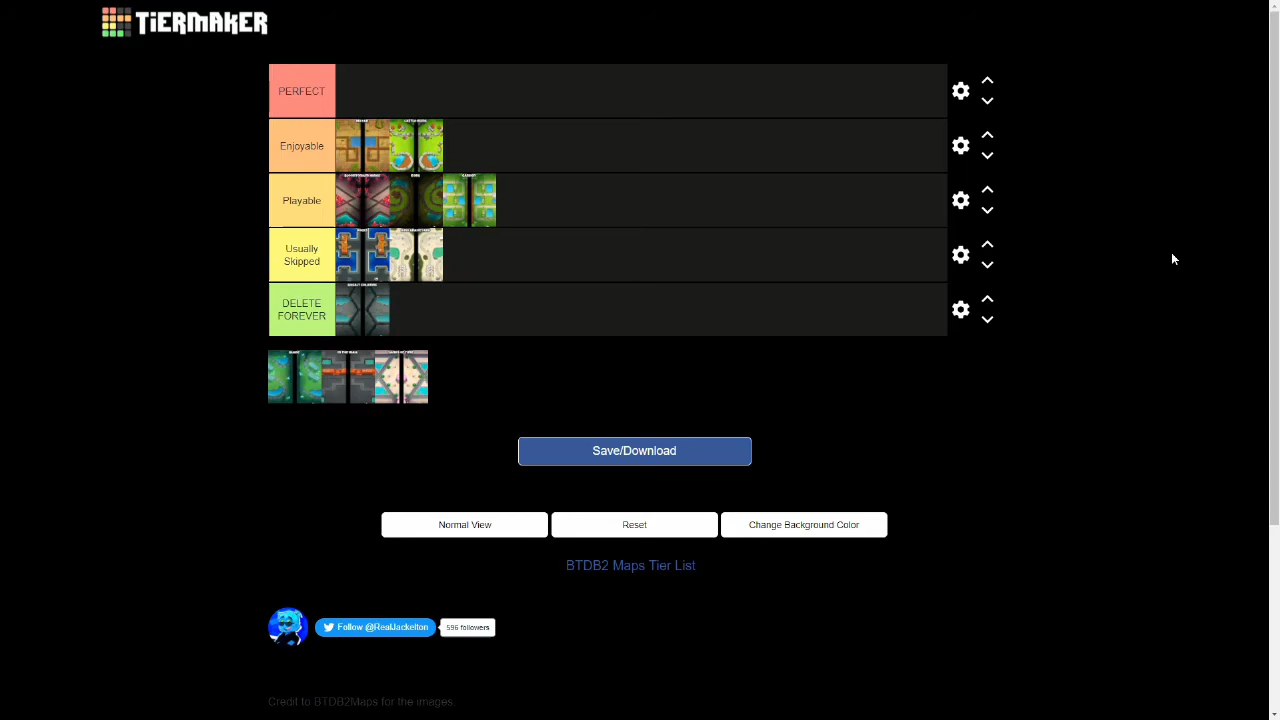 TIERMAKER
PERFECT
Enjoyable
Playable
Usually
Skipped
DELETE
FOREVER
Save/Download
Normal View
Reset
Change Background Color
BTDB2 Maps Tier List
Follow @RealJackelton
596 followers
Credit to BTDB2Maps for the images